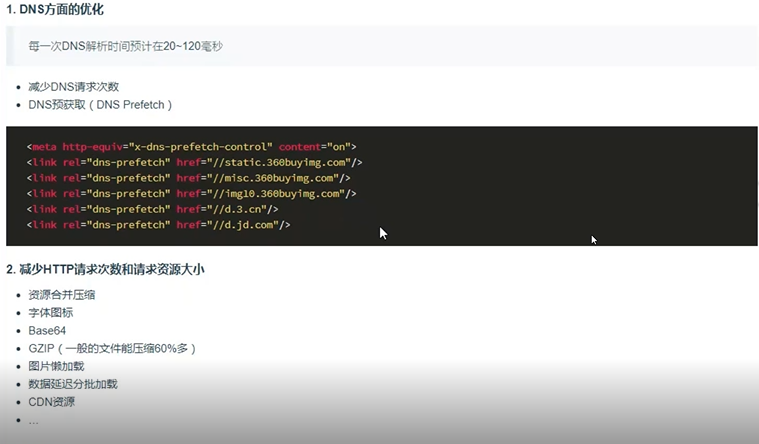 1. DNS方面的优化
每一次DNS解析时间预计在20~120毫秒
减少DNS请求次数
DNS预获取（DNS Prefetch）
<meta http-equiv="x-dns-prefetch-control" content="on">
<link rel="dns-prefetch" href="//static.360buyimg.com"/>
<link rel="dns-prefetch" href="//misc.360buyimg.com"/>
<link rel="dns-prefetch" href="//img10.360buyimg.com"/>
<link rel="dns-prefetch" href="//d.3.cn"/>
<link rel="dns-prefetch" href="//d.jd.com"/>
2. 减少HTTP请求次数和请求资源大小
资源合并压缩
字体图标
Base64
GZIP（一般的文件能压缩60%多）
图片懒加载
数据延迟分批加载
CDN资源
...